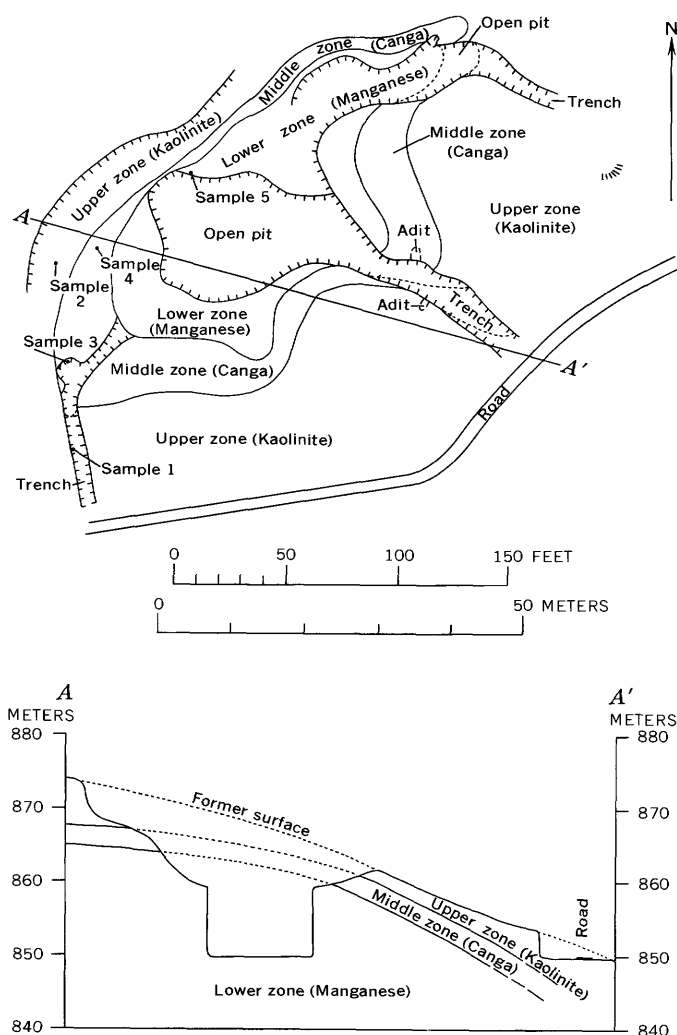 Open pit
N
Middle zone (Canga)
Lower zone (Manganese)
Trench
Upper zone (Kaolinite)
Middle zone
(Canga)
Sample 5
Upper zone
(Kaolinite)
A
Open pit
Adit
Sample
4
Sample
2
Adit
Trench
Lower zone
(Manganese)
Sample 3
A'
Middle zone (Canga)
Road
Upper zone (Kaolinite)
Sample 1
Trench
0 50 100 150 FEET
0 50 METERS
A A'
METERS METERS
880 880
Former surface
870 870
860 860
Upper zone (Kaolinite)
Middle zone (Canga)
Road
850 850
Lower zone (Manganese)
840 840